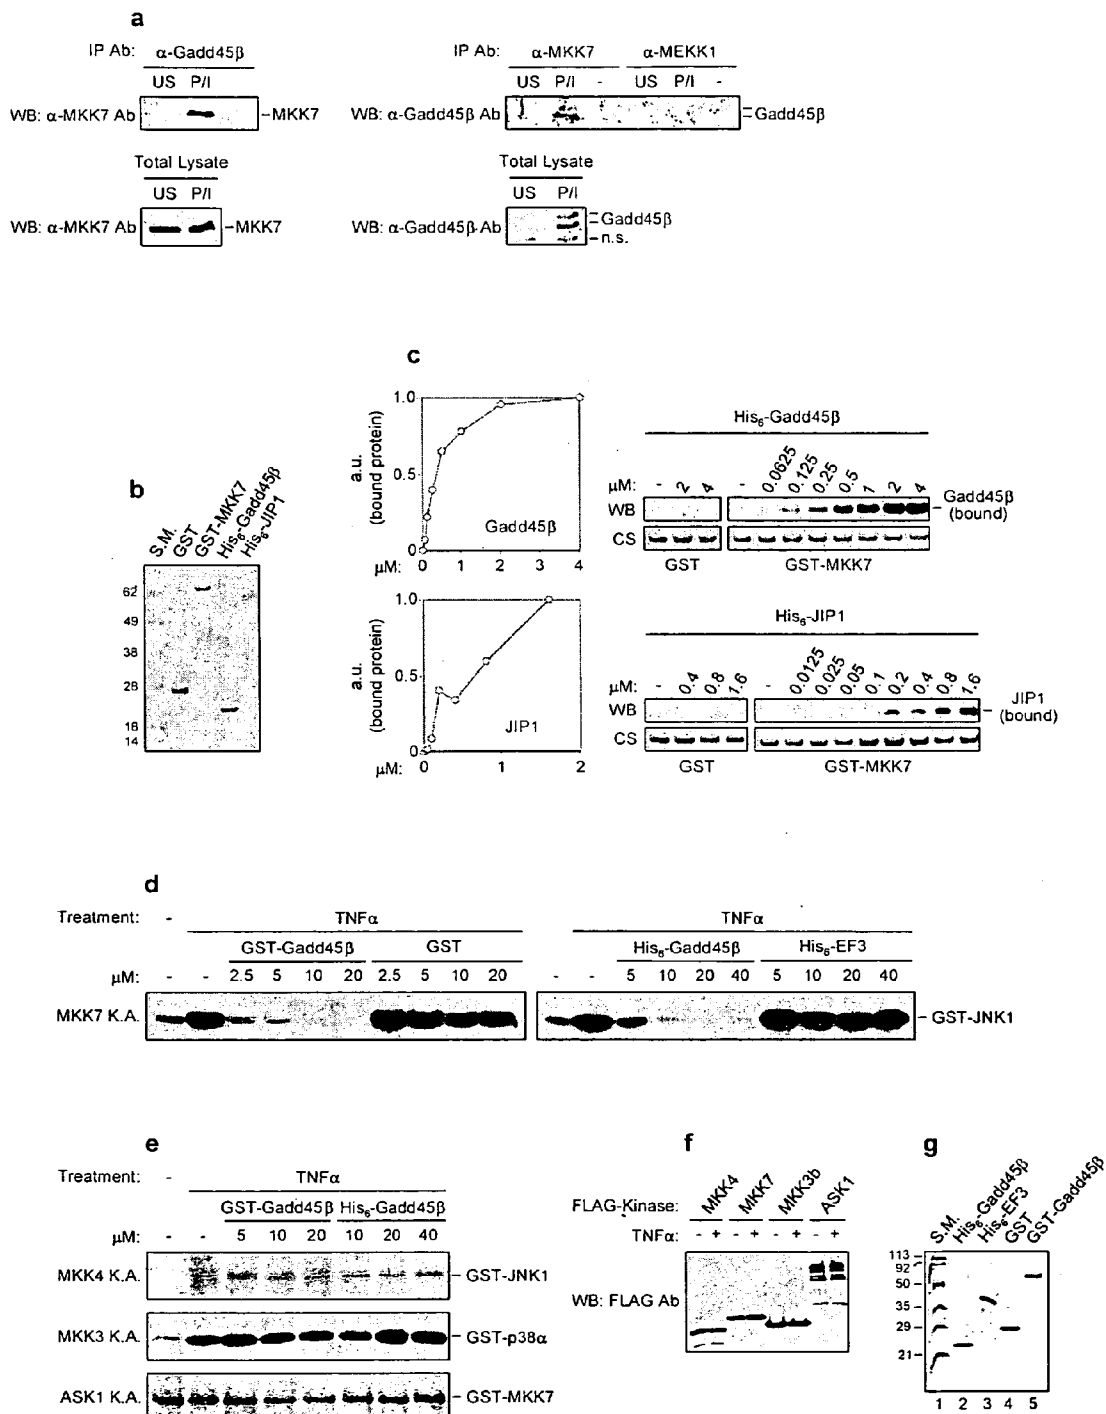 a
IP Ab: α-Gadd45β
US P/I
WB: α-MKK7 Ab
MKK7
Total Lysate
US P/I
WB: α-MKK7 Ab
MKK7
IP Ab: α-MKK7 α-MEKK1
US P/I - US P/I -
WB: α-Gadd45β Ab
Gadd45β
Total Lysate
US P/I
WB: α-Gadd45β Ab
Gadd45β
n.s.
b
S.M. GST GST-MKK7 His6-Gadd45β His6-JIP1
62
49
38
28
18
14
c
a.u.
(bound protein)
1.0
0.5
0
Gadd45β
μM: 0 1 2 3 4
a.u.
(bound protein)
1.0
0.5
0
JIP1
μM: 0 1 2
His6-Gadd45β
μM: - 2 4 - 0.0625 0.125 0.25 0.5 1 2 4
WB
Gadd45β
(bound)
CS
GST GST-MKK7
His6-JIP1
μM: - 0.4 0.8 1.6 - 0.0125 0.025 0.05 0.1 0.2 0.4 0.8 1.6
WB
JIP1
(bound)
CS
GST GST-MKK7
d
Treatment: - TNFα TNFα
GST-Gadd45β GST His6-Gadd45β His6-EF3
μM: - - 2.5 5 10 20 2.5 5 10 20 - - 5 10 20 40 5 10 20 40
MKK7 K.A.
GST-JNK1
e
Treatment: - TNFα
GST-Gadd45β His6-Gadd45β
μM: - - 5 10 20 10 20 40
MKK4 K.A. GST-JNK1
MKK3 K.A. GST-p38α
ASK1 K.A. GST-MKK7
f
FLAG-Kinase: MKK4 MKK7 MKK3b ASK1
TNFα: - + - + - + - +
WB: FLAG Ab
g
S.M. His6-Gadd45β His6-EF3 GST GST-Gadd45β
113
92
50
35
29
21
1 2 3 4 5